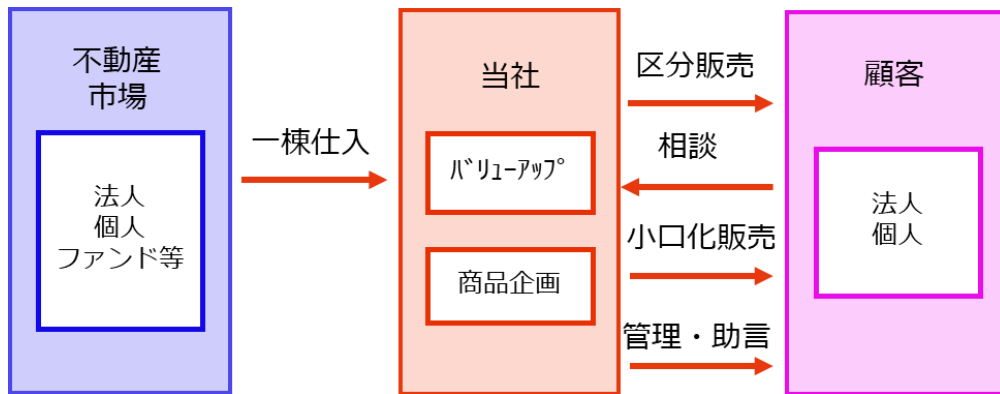 不動産
市場
法人
個人
ファンド等
一棟仕入
当社
ﾊﾞﾘｭｰｱｯﾌﾟ
商品企画
区分販売
相談
小口化販売
管理・助言
顧客
法人
個人